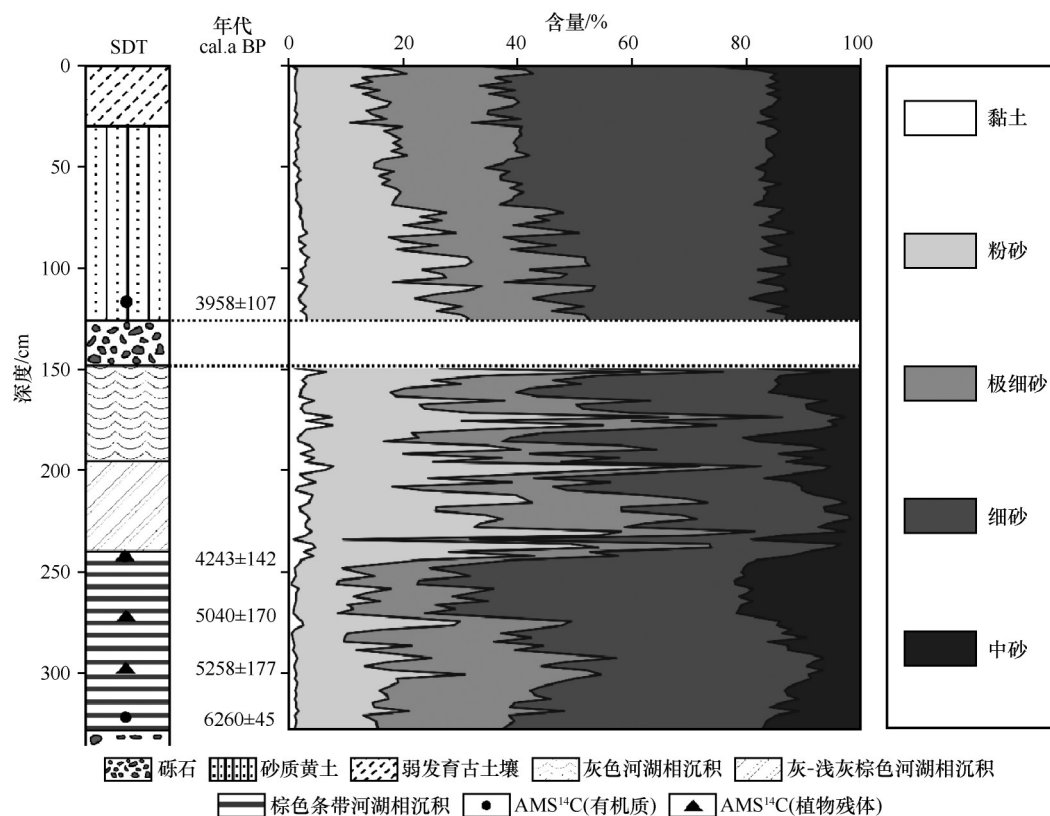 SDT
年代
cal.a BP
含量/%
0 20 40 60 80 100
0
50
100
150
200
250
300
深度/cm
3958±107
4243±142
5040±170
5258±177
6260±45
黏土
粉砂
极细砂
细砂
中砂
砾石 砂质黄土 弱发育古土壤 灰色河湖相沉积 灰-浅灰棕色河湖相沉积
棕色条带河湖相沉积 AMS¹⁴C(有机质) AMS¹⁴C(植物残体)